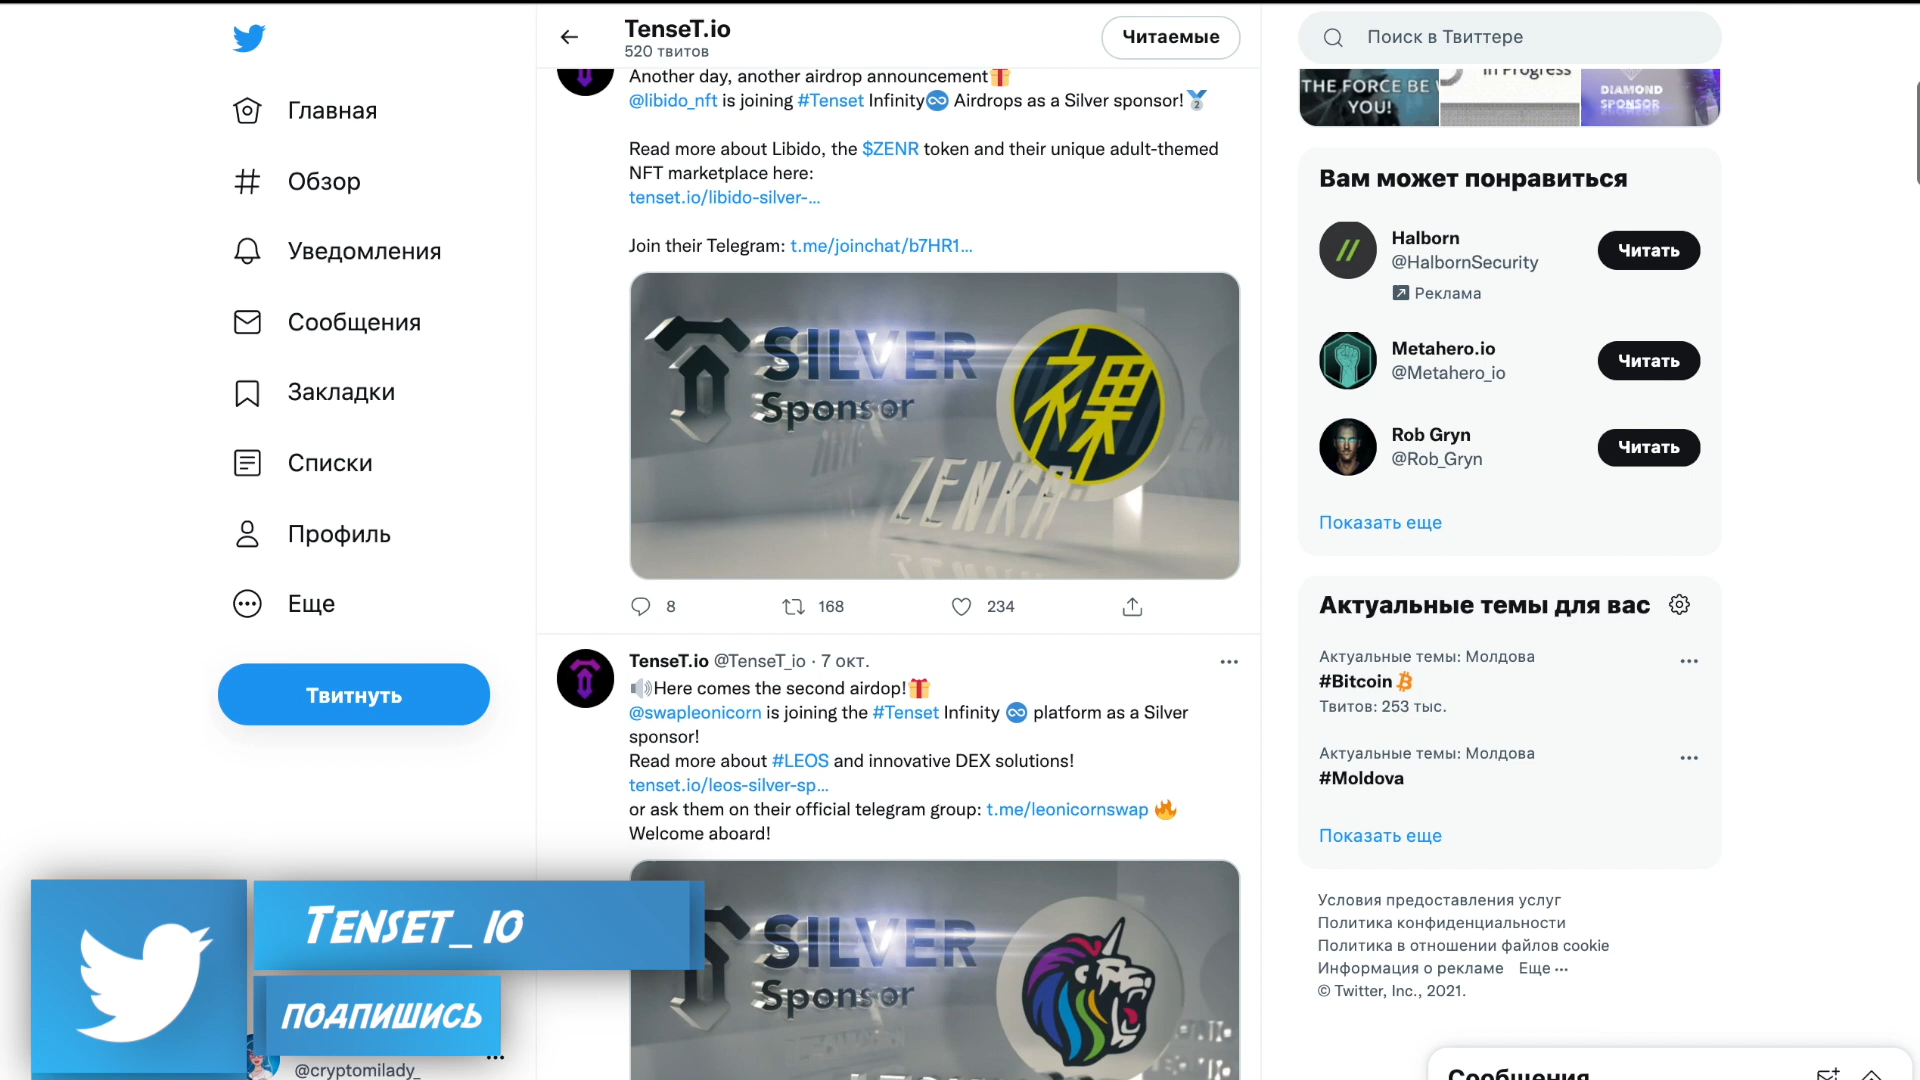 TenseT.io
520 твитов
Читаемые
Поиск в Твиттере
Главная
Обзор
Уведомления
Сообщения
Закладки
Списки
Профиль
Еще
Твитнуть
Another day, another airdrop announcement🎁
@libido_nft is joining #Tenset Infinity♾ Airdrops as a Silver sponsor!🥈
Read more about Libido, the $ZENR token and their unique adult-themed
NFT marketplace here:
tenset.io/libido-silver-…
Join their Telegram: t.me/joinchat/b7HR1…
SILVER
Sponsor
裸
ZENKA
8
168
234
TenseT.io @TenseT_io · 7 окт.
🔊Here comes the second airdop!🎁
@swapleonicorn is joining the #Tenset Infinity ♾ platform as a Silver
sponsor!
Read more about #LEOS and innovative DEX solutions!
tenset.io/leos-silver-sp…
or ask them on their official telegram group: t.me/leonicornswap 🔥
Welcome aboard!
SILVER
Sponsor
THE FORCE BE
YOU!
In Progress
DIAMOND
SPONSOR
Вам может понравиться
Halborn
@HalbornSecurity
Реклама
Читать
Metahero.io
@Metahero_io
Читать
Rob Gryn
@Rob_Gryn
Читать
Показать еще
Актуальные темы для вас
Актуальные темы: Молдова
#Bitcoin
Твитов: 253 тыс.
Актуальные темы: Молдова
#Moldova
Показать еще
Условия предоставления услуг
Политика конфиденциальности
Политика в отношении файлов cookie
Информация о рекламе Еще ···
© Twitter, Inc., 2021.
Сообщения
Tenset_io
подпишись
@cryptomilady_